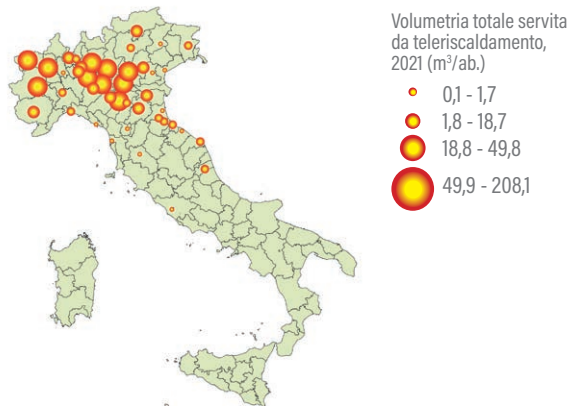 Volumetria totale servita
da teleriscaldamento,
2021 (m³/ab.)
0,1 - 1,7
1,8 - 18,7
18,8 - 49,8
49,9 - 208,1